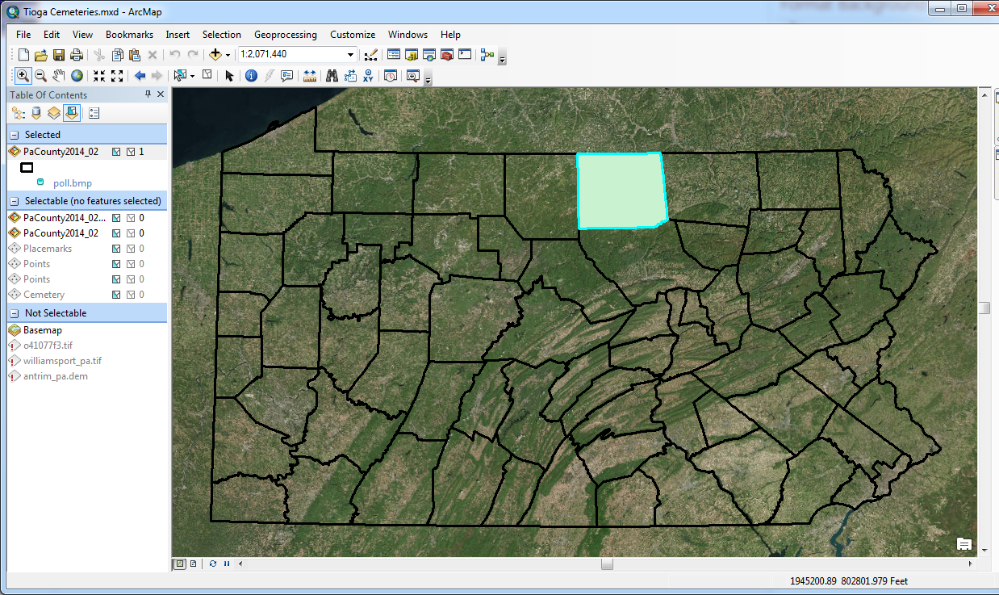 Tioga Cemeteries.mxd - ArcMap
File Edit View Bookmarks Insert Selection Geoprocessing Customize Windows Help
1:2,071,440
Table Of Contents
Selected
PaCounty2014_02 1
poll.bmp
Selectable (no features selected)
PaCounty2014_02... 0
PaCounty2014_02 0
Placemarks 0
Points 0
Points 0
Cemetery 0
Not Selectable
Basemap
o41077f3.tif
williamsport_pa.tif
antrim_pa.dem
1945200.89 802801.979 Feet